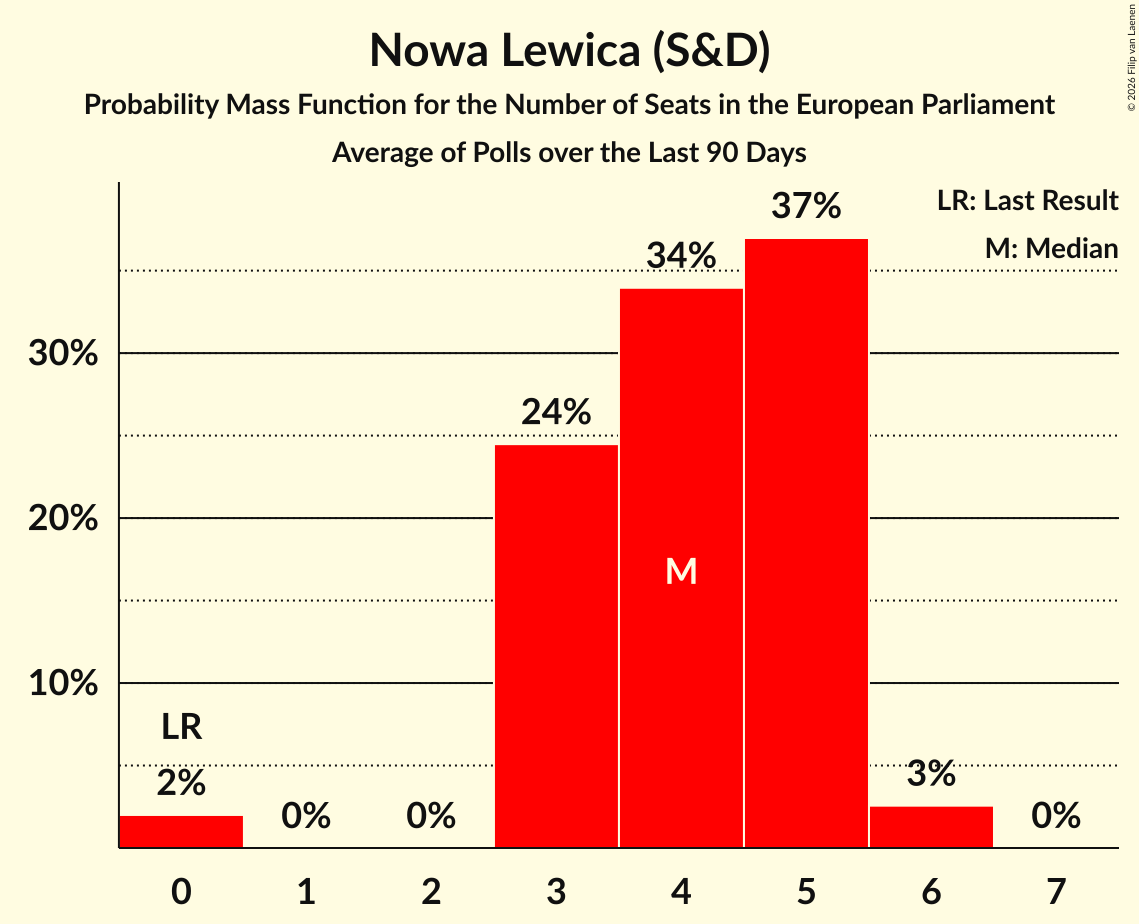 Nowa Lewica (S&D)
Probability Mass Function for the Number of Seats in the European Parliament
Average of Polls over the Last 90 Days
© 2026 Filip van Laenen
LR: Last Result
M: Median
37%
34%
30%
24%
20%
M
10%
LR
2%
0%
0%
3%
0%
0 1 2 3 4 5 6 7